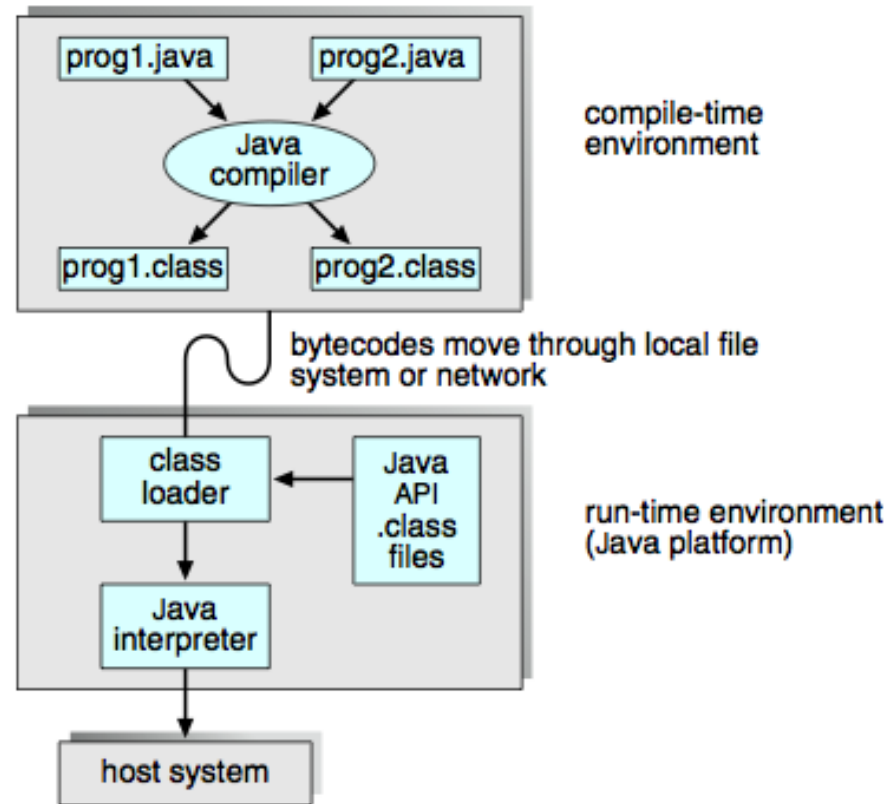 prog1.java
prog2.java
Java
compiler
compile-time
environment
prog1.class
prog2.class
bytecodes move through local file
system or network
class
loader
Java
API
.class
files
run-time environment
(Java platform)
Java
interpreter
host system